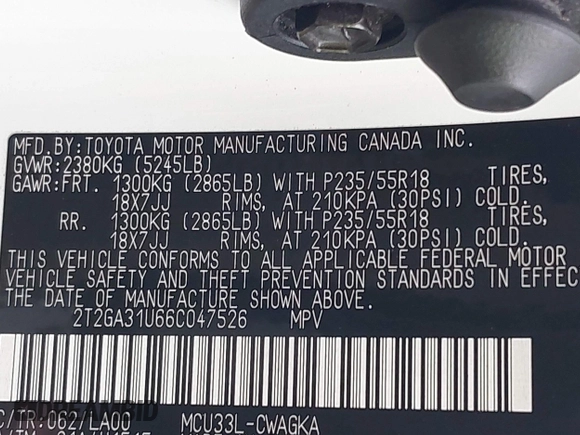 MFD.BY:TOYOTA MOTOR MANUFACTURING CANADA INC.
GVWR:2380KG (5245LB)
GAWR:FRT. 1300KG (2865LB) WITH P235/55R18 TIRES,
18X7JJ RIMS, AT 210KPA (30PSI) COLD.
RR. 1300KG (2865LB) WITH P235/55R18 TIRES,
18X7JJ RIMS, AT 210KPA (30PSI) COLD.
THIS VEHICLE CONFORMS TO ALL APPLICABLE FEDERAL MOTOR
VEHICLE SAFETY AND THEFT PREVENTION STANDARDS IN EFFEC
THE DATE OF MANUFACTURE SHOWN ABOVE.
2T2GA31U66C047526 MPV
C/TR:062/LA00 MCU33L-CWAGKA